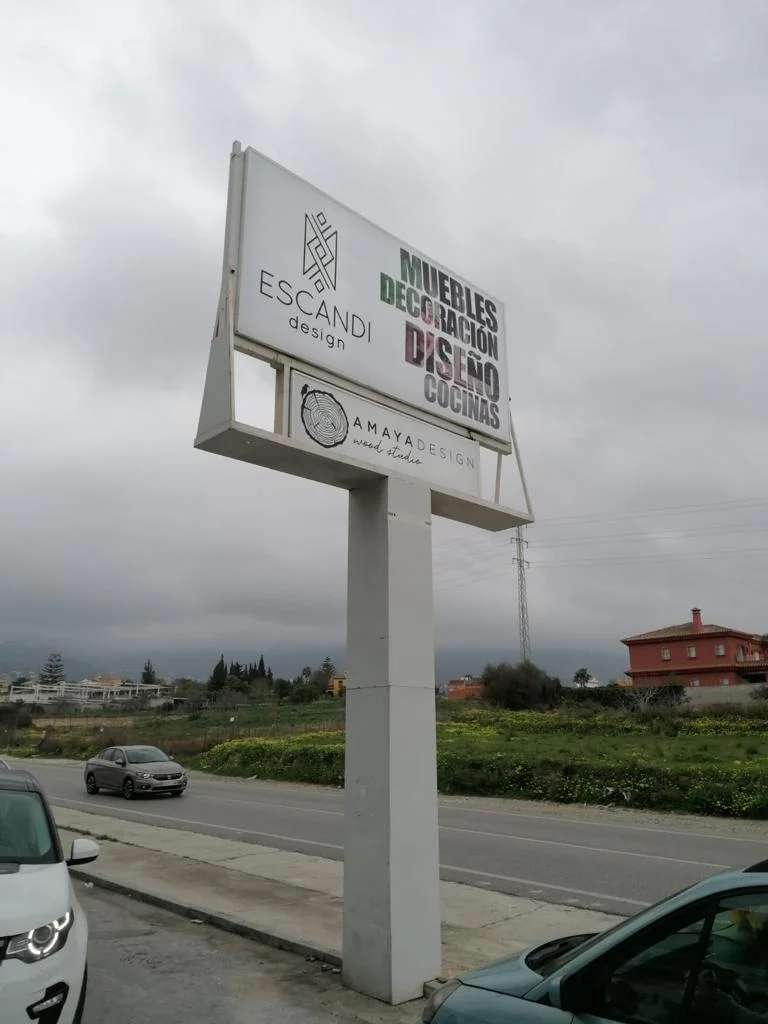 ESCANDI
design
MUEBLES
DECORACIÓN
DISEÑO
COCINAS
AMAYADESIGN
wood studio